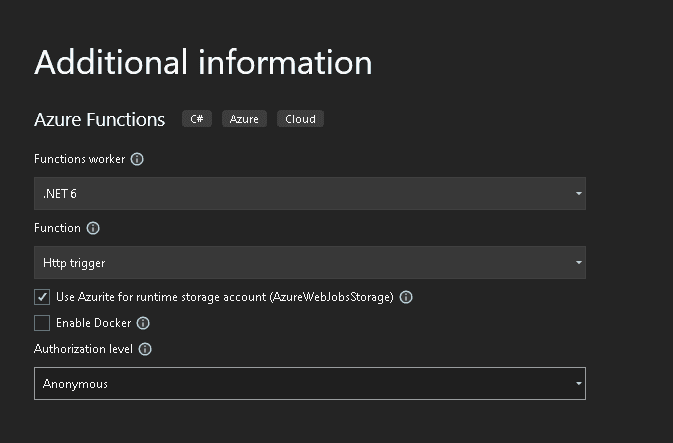 Additional information
Azure Functions C# Azure Cloud
Functions worker
.NET 6
Function
Http trigger
Use Azurite for runtime storage account (AzureWebJobsStorage)
Enable Docker
Authorization level
Anonymous